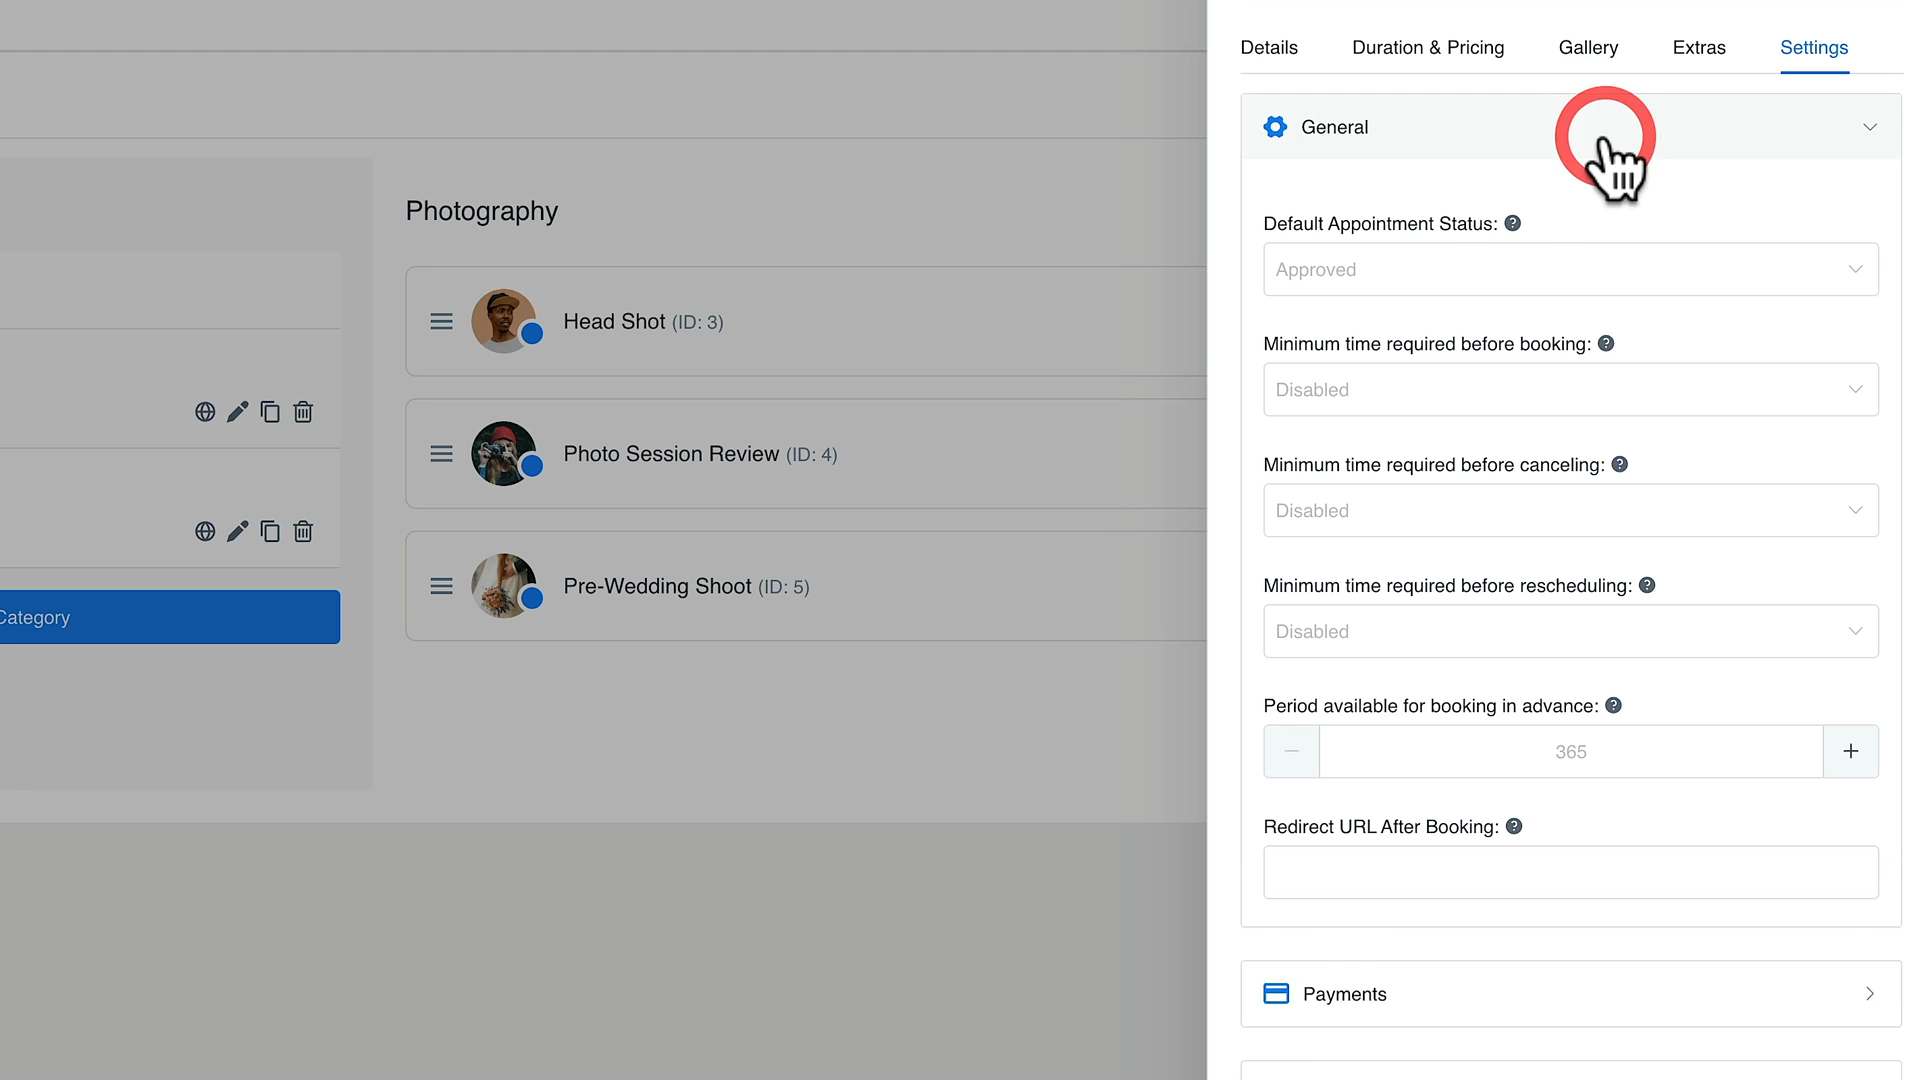 Details Duration & Pricing Gallery Extras Settings
General
Photography
Default Appointment Status: ?
Approved
Head Shot (ID: 3)
Minimum time required before booking: ?
Disabled
Photo Session Review (ID: 4)
Minimum time required before canceling: ?
Disabled
Pre-Wedding Shoot (ID: 5)
Minimum time required before rescheduling: ?
Disabled
Category
Period available for booking in advance: ?
365
Redirect URL After Booking: ?
Payments